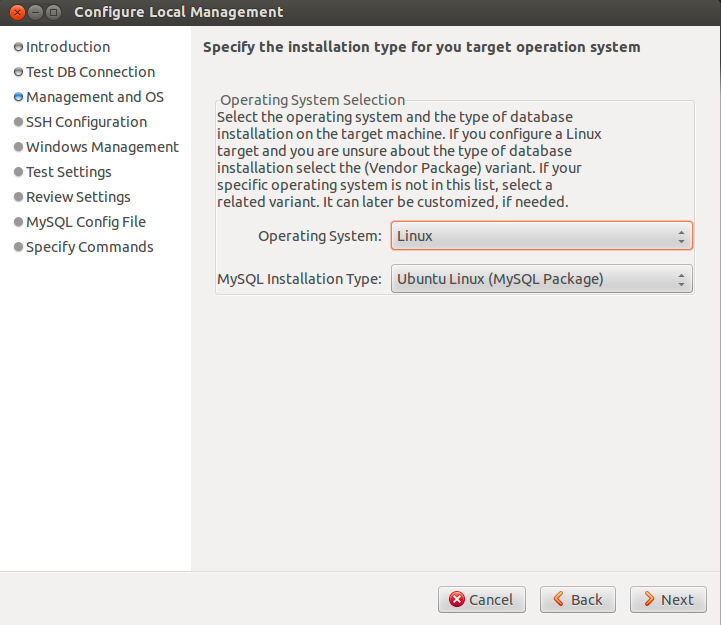 Configure Local Management
Introduction
Test DB Connection
Management and OS
SSH Configuration
Windows Management
Test Settings
Review Settings
MySQL Config File
Specify Commands
Specify the installation type for you target operation system
Operating System Selection
Select the operating system and the type of database
installation on the target machine. If you configure a Linux
target and you are unsure about the type of database
installation select the (Vendor Package) variant. If your
specific operating system is not in this list, select a
related variant. It can later be customized, if needed.
Operating System: Linux
MySQL Installation Type: Ubuntu Linux (MySQL Package)
Cancel Back Next